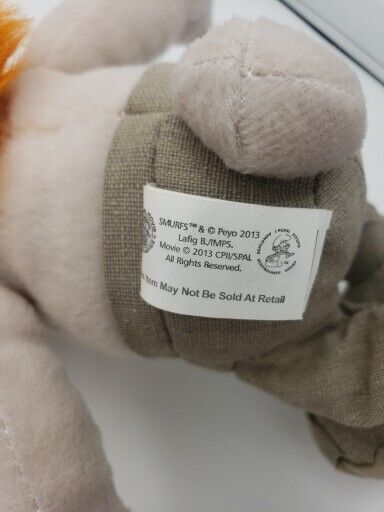 SMURFS™ & © Peyo 2013
Lafig B./IMPS.
Movie © 2013 CPII/SPAL
All Rights Reserved.
Item May Not Be Sold At Retail